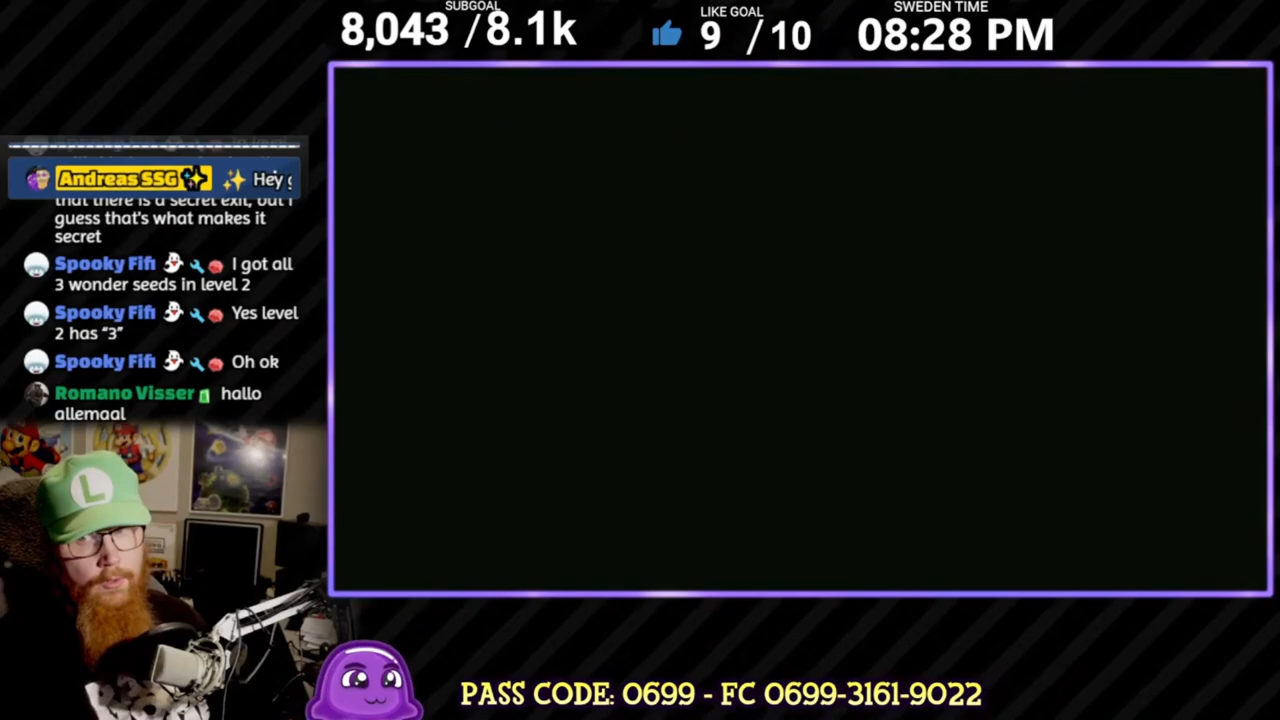 SUBGOAL
8,043 /8.1k
LIKE GOAL
9 /10
SWEDEN TIME
08:28 PM
Andreas SSG ✨ Hey
that there is a secret exit, but I
guess that's what makes it
secret
Spooky Fifi 👻 🔧 I got all
3 wonder seeds in level 2
Spooky Fifi 👻 🔧 Yes level
2 has “3”
Spooky Fifi 👻 🔧 Oh ok
Romano Visser hallo
allemaal
L
PASS CODE: 0699 - FC 0699-3161-9022